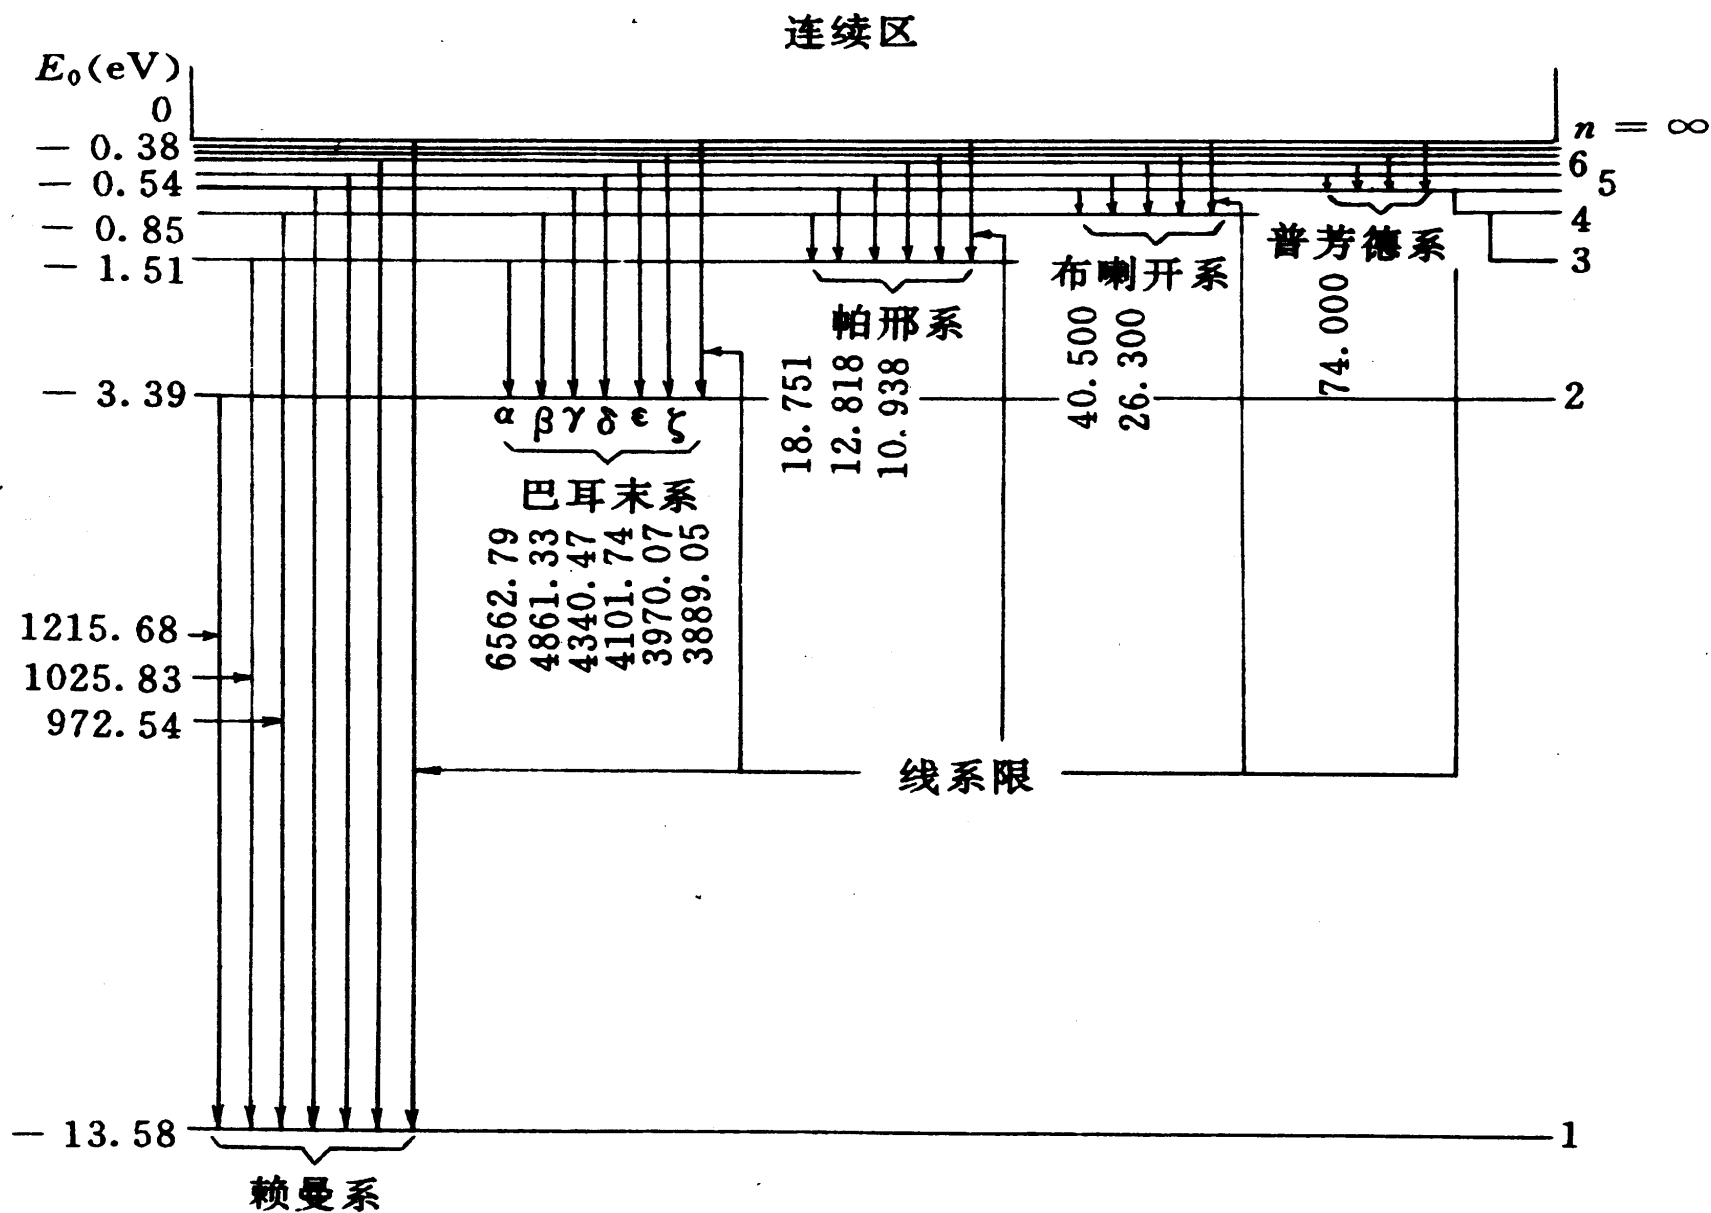 连续区
E₀(eV)
0
n = ∞
— 0.38
6
— 0.54
5
— 0.85
4
— 1.51
3
普芳德系
74.000
布喇开系
40.500
26.300
帕邢系
18.751
12.818
10.938
— 3.39
2
α β γ δ ε ζ
巴耳末系
6562.79
4861.33
4340.47
4101.74
3970.07
3889.05
1215.68
1025.83
972.54
线系限
— 13.58
1
赖曼系